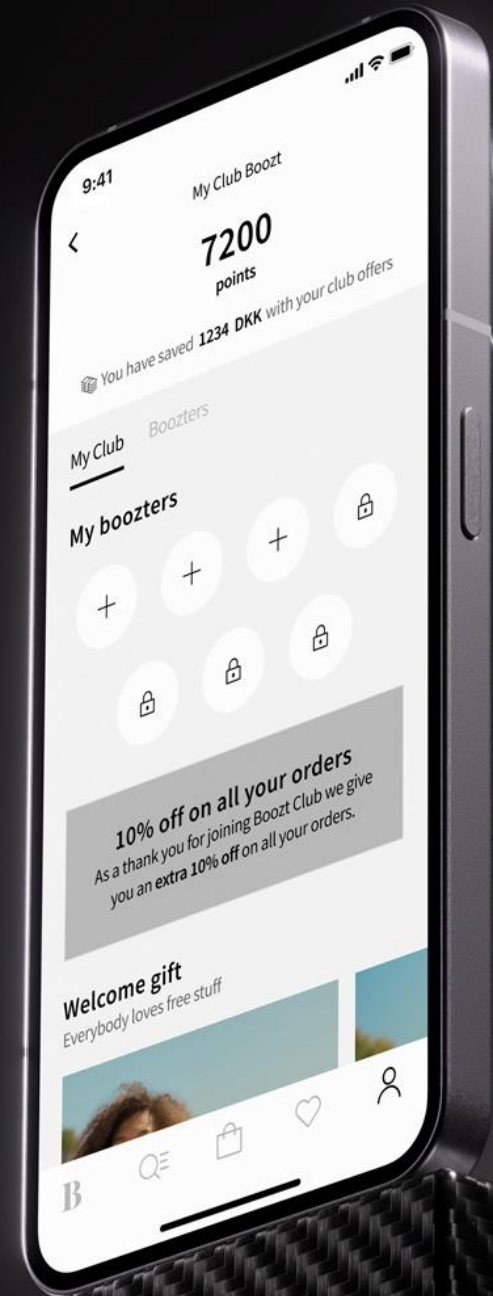 9:41
My Club Boozt
7200
points
You have saved 1234 DKK with your club offers
My Club
Boozters
My boozters
10% off on all your orders
As a thank you for joining Boozt Club we give
you an extra 10% off on all your orders.
Welcome gift
Everybody loves free stuff
B